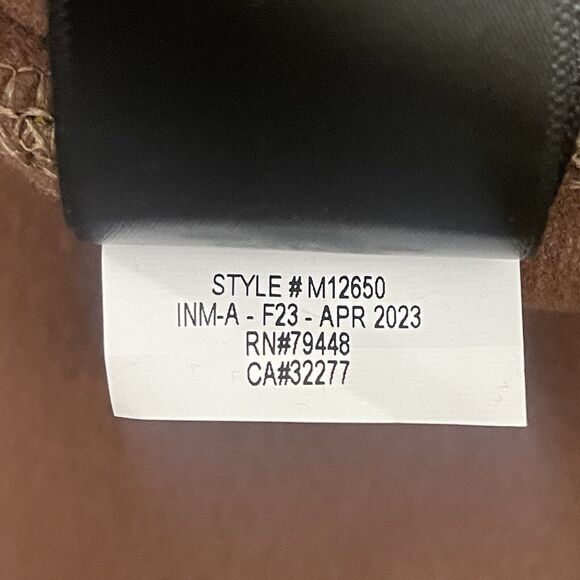 STYLE # M12650
INM-A - F23 - APR 2023
RN#79448
CA#32277